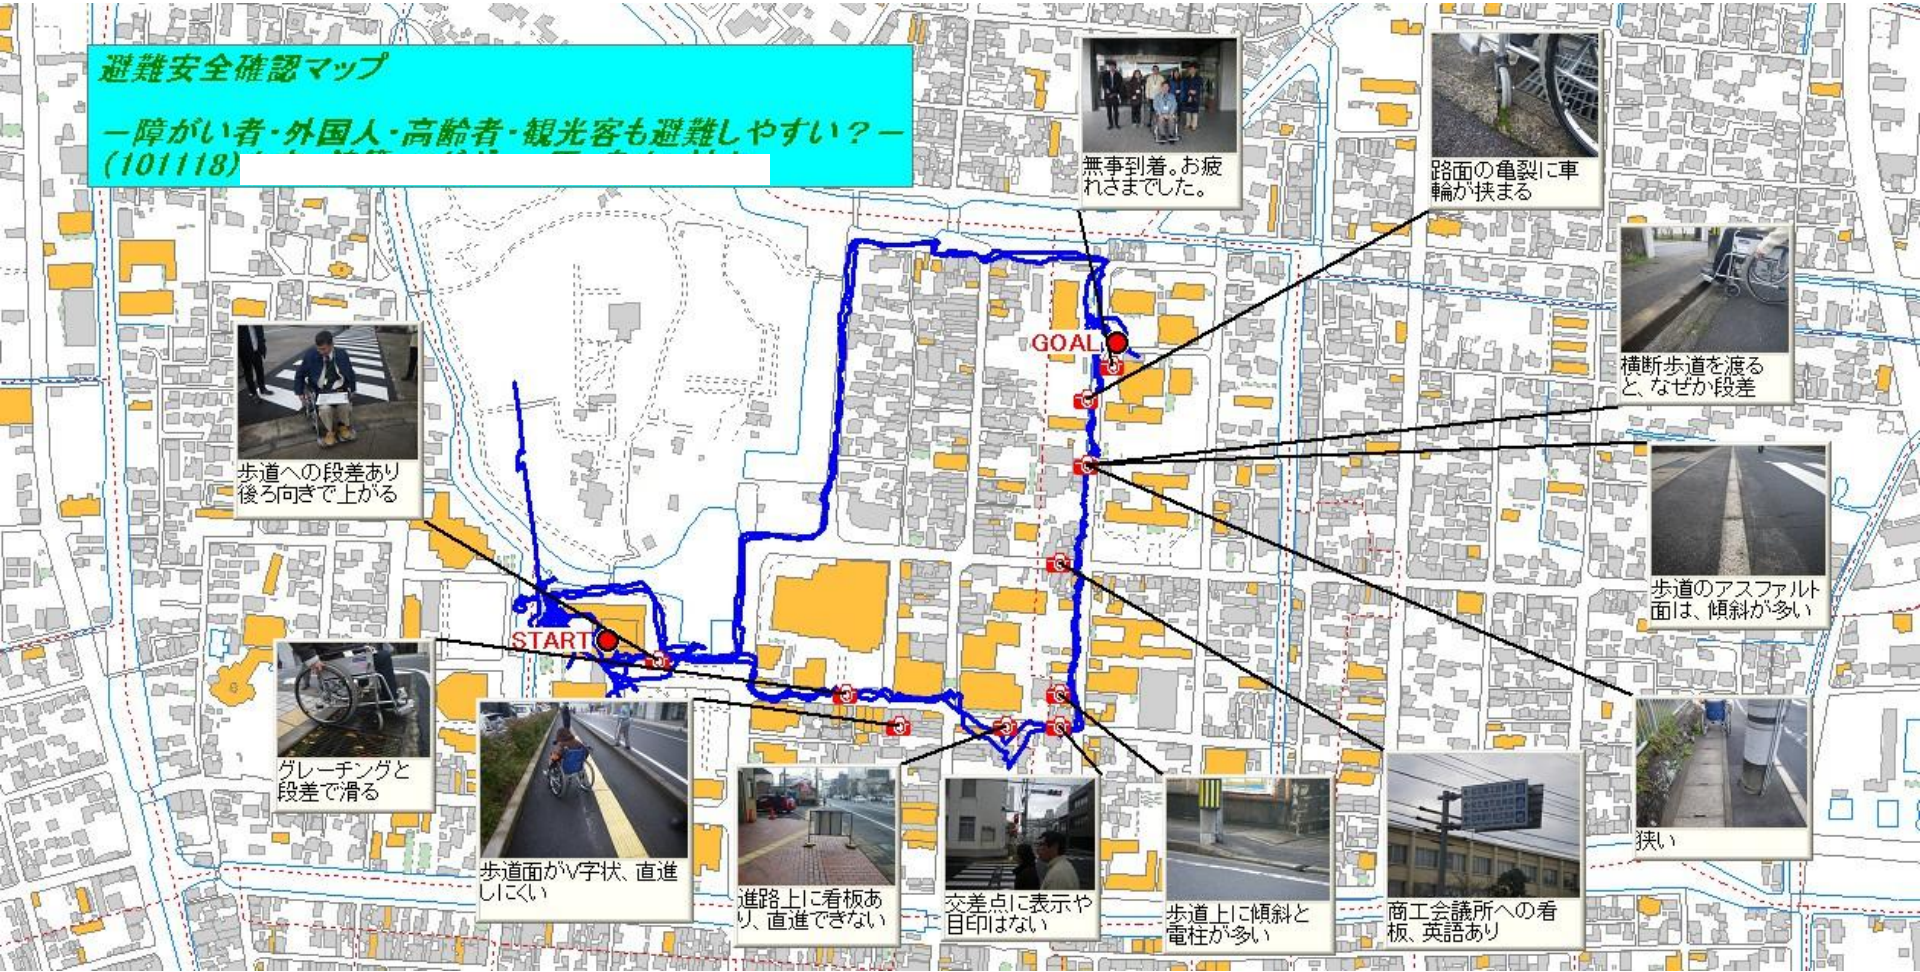 避難安全確認マップ
ー障がい者・外国人・高齢者・観光客も避難しやすい？ー
(101118)
無事到着。お疲
れさまでした。
路面の亀裂に車
輪が挟まる
横断歩道を渡る
と、なぜか段差
GOAL
歩道への段差あり
後ろ向きで上がる
歩道のアスファルト
面は、傾斜が多い
START
グレーチングと
段差で滑る
歩道面がV字状、直進
しにくい
進路上に看板あ
り、直進できない
交差点に表示や
目印はない
歩道上に傾斜と
電柱が多い
商工会議所への看
板、英語あり
狭い